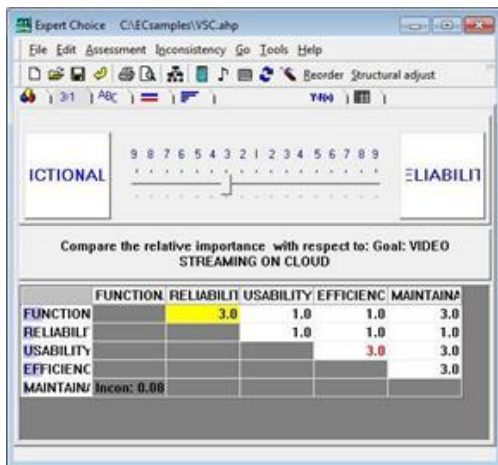 Expert Choice C:\ECsamples\VSC.ahp
File Edit Assessment Inconsistency Go Tools Help
Reorder Structural adjust
3:1 ABC Y=f(x)
9 8 7 6 5 4 3 2 1 2 3 4 5 6 7 8 9
ICTIONAL ELIABILIT
Compare the relative importance with respect to: Goal: VIDEO
STREAMING ON CLOUD
FUNCTION. RELIABILIT USABILITY EFFICIENC MAINTAINA
FUNCTION 3.0 1.0 1.0 3.0
RELIABILIT 1.0 1.0 1.0
USABILITY 3.0 3.0
EFFICIENC 3.0
MAINTAINA Incon: 0.08